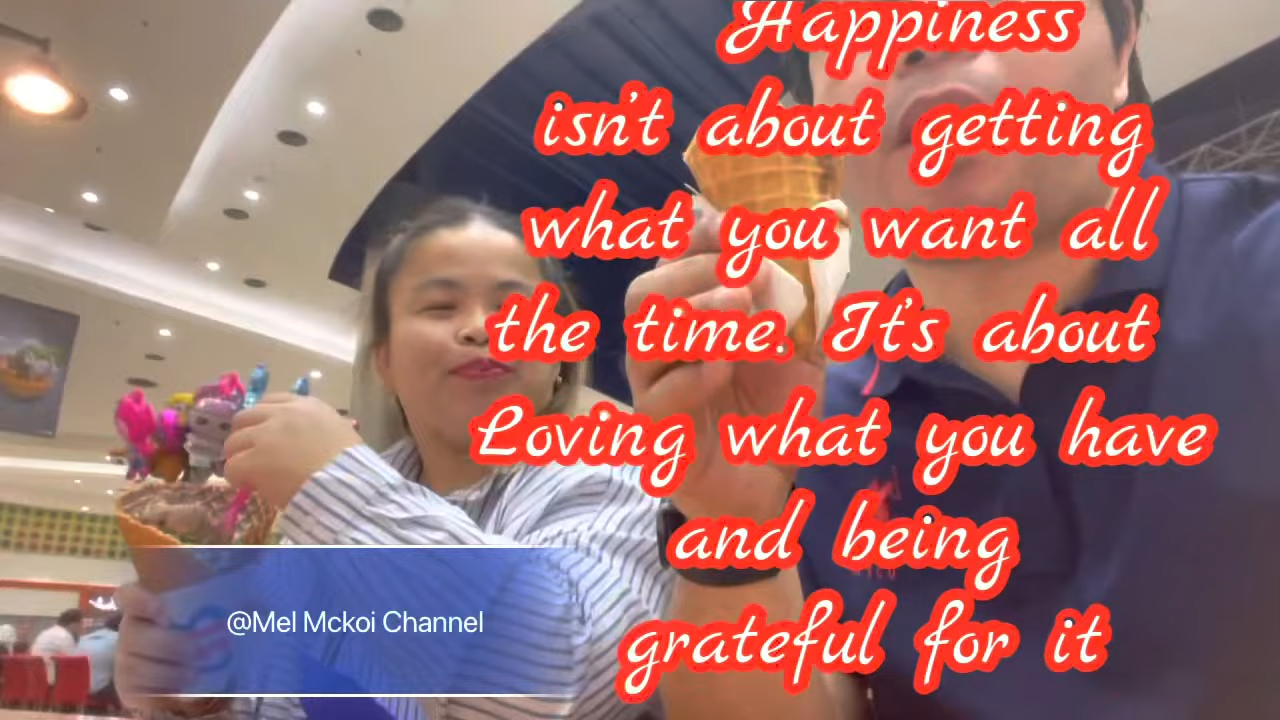 Happiness
isn't about getting
what you want all
the time. It's about
Loving what you have
and being
grateful for it
@Mel Mckoi Channel